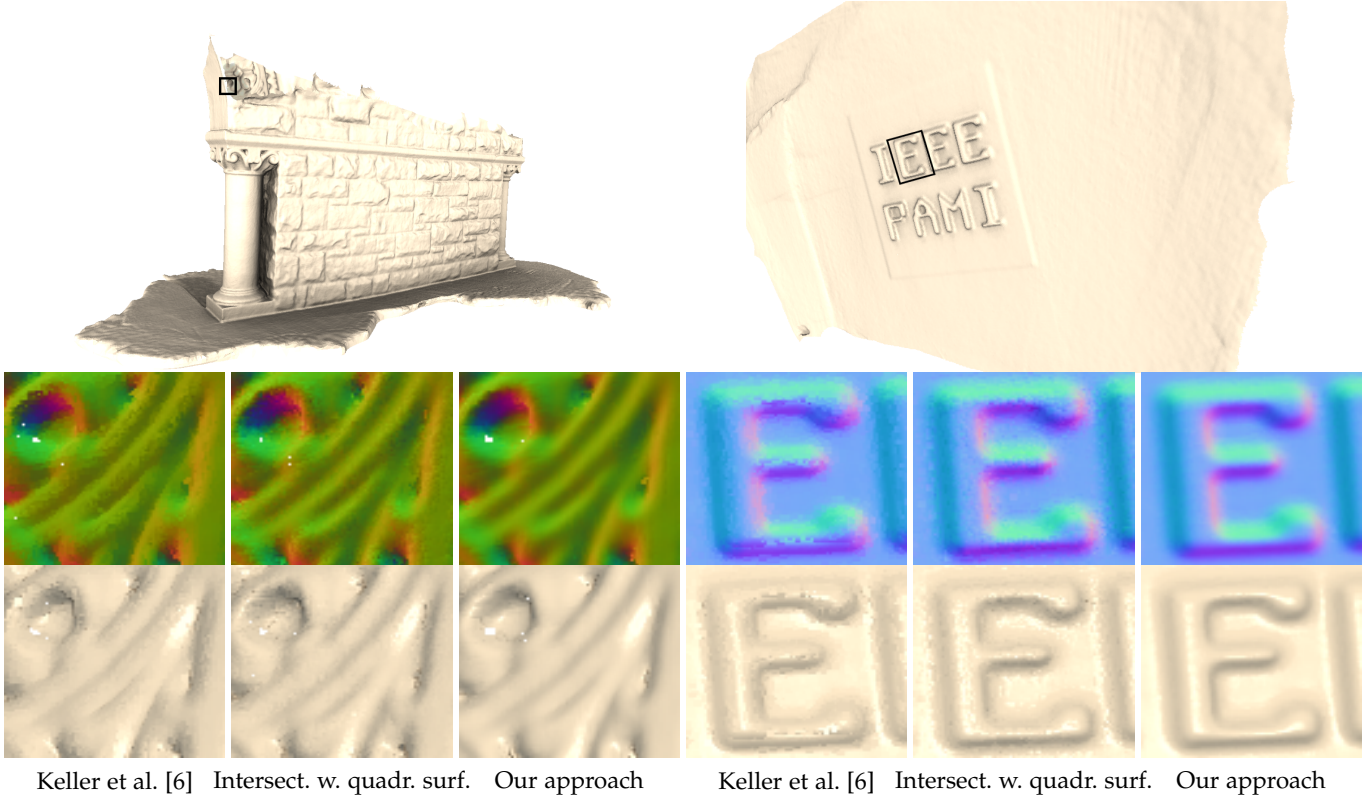 IEEE
PAMI
E
E
E
E
E
E
Keller et al. [6] Intersect. w. quadr. surf. Our approach Keller et al. [6] Intersect. w. quadr. surf. Our approach